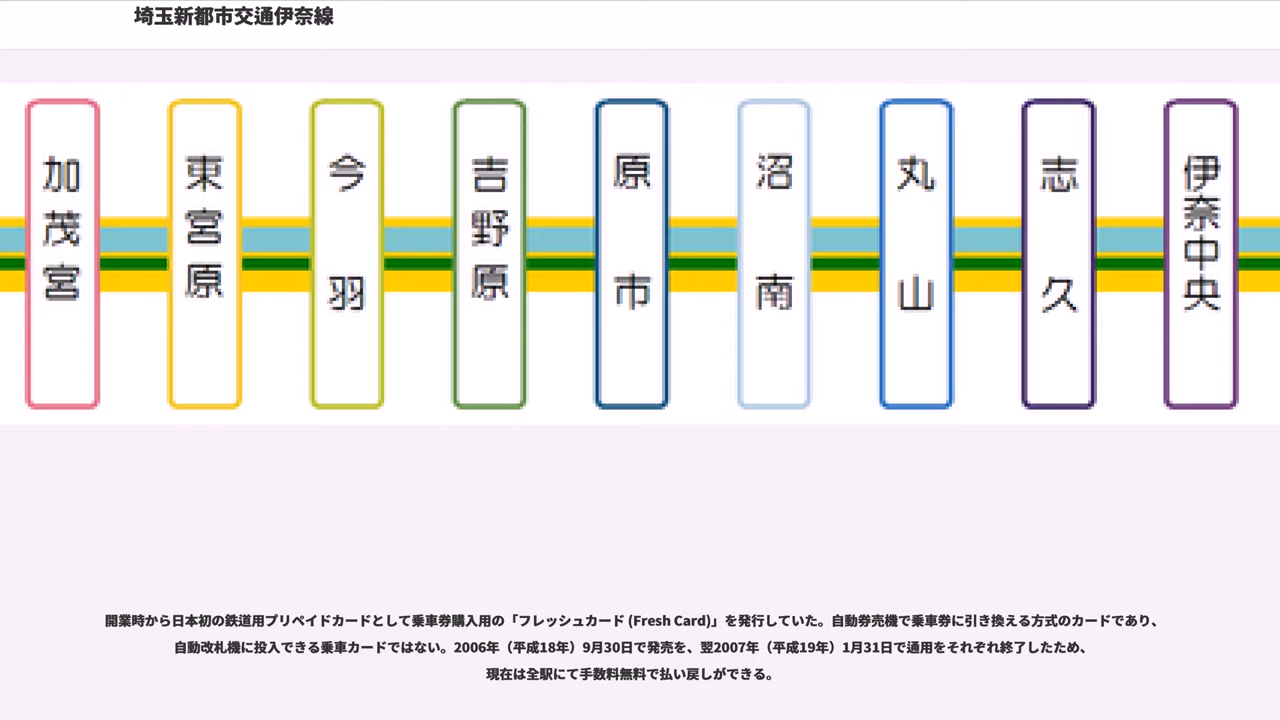 埼玉新都市交通伊奈線
加茂宮
東宮原
今羽
吉野原
原市
沼南
丸山
志久
伊奈中央
開業時から日本初の鉄道用プリペイドカードとして乗車券購入用の「フレッシュカード (Fresh Card)」を発行していた。自動券売機で乗車券に引き換える方式のカードであり、
自動改札機に投入できる乗車カードではない。2006年（平成18年）9月30日で発売を、翌2007年（平成19年）1月31日で通用をそれぞれ終了したため、
現在は全駅にて手数料無料で払い戻しができる。